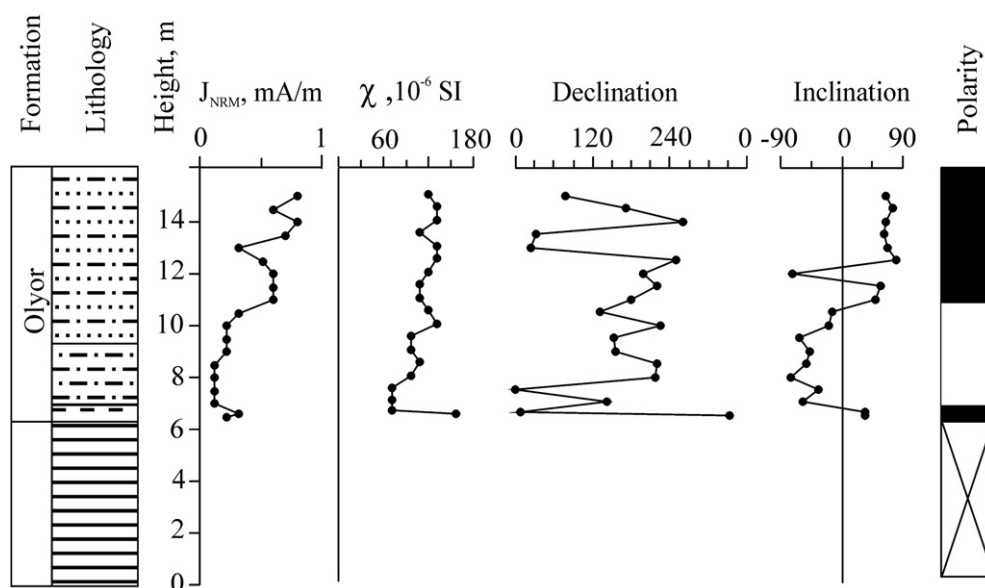 Formation
Lithology
Height, m
J_NRM, mA/m
χ ,10⁻⁶ SI
Declination
Inclination
Polarity
0 1
60 180
0 120 240 0
-90 0 90
Olyor
14
12
10
8
6
4
2
0